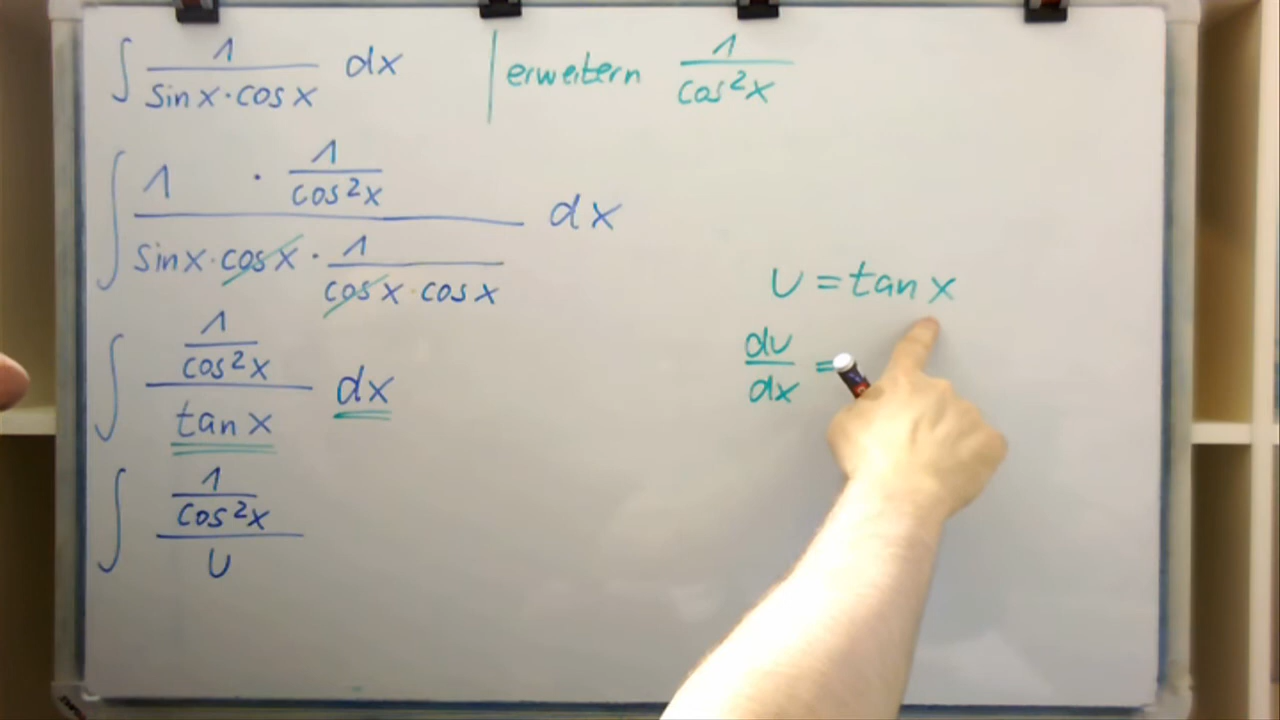 ∫ 1/(sin x · cos x) dx | erweitern 1/(cos²x)
∫ (1 · 1/(cos²x))/(sin x · cos x · 1/(cos x · cos x)) dx
∫ (1/(cos²x))/(tan x) dx
∫ (1/(cos²x))/u
u = tan x
du/dx =